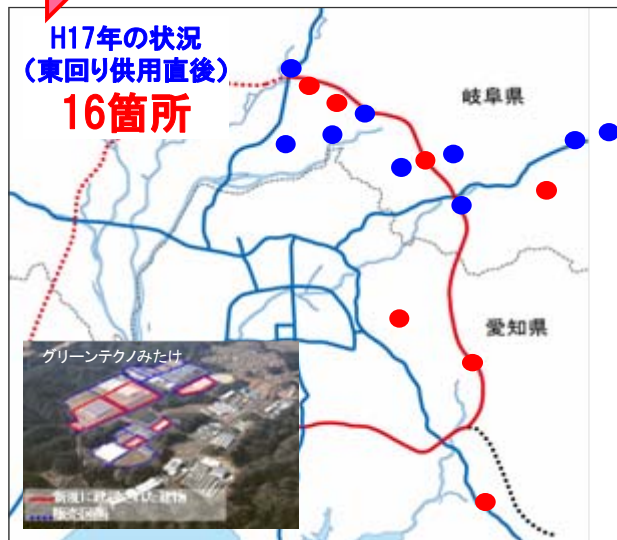 H17年の状況
（東回り供用直後）
16箇所
岐阜県
愛知県
グリーンテクノみたけ